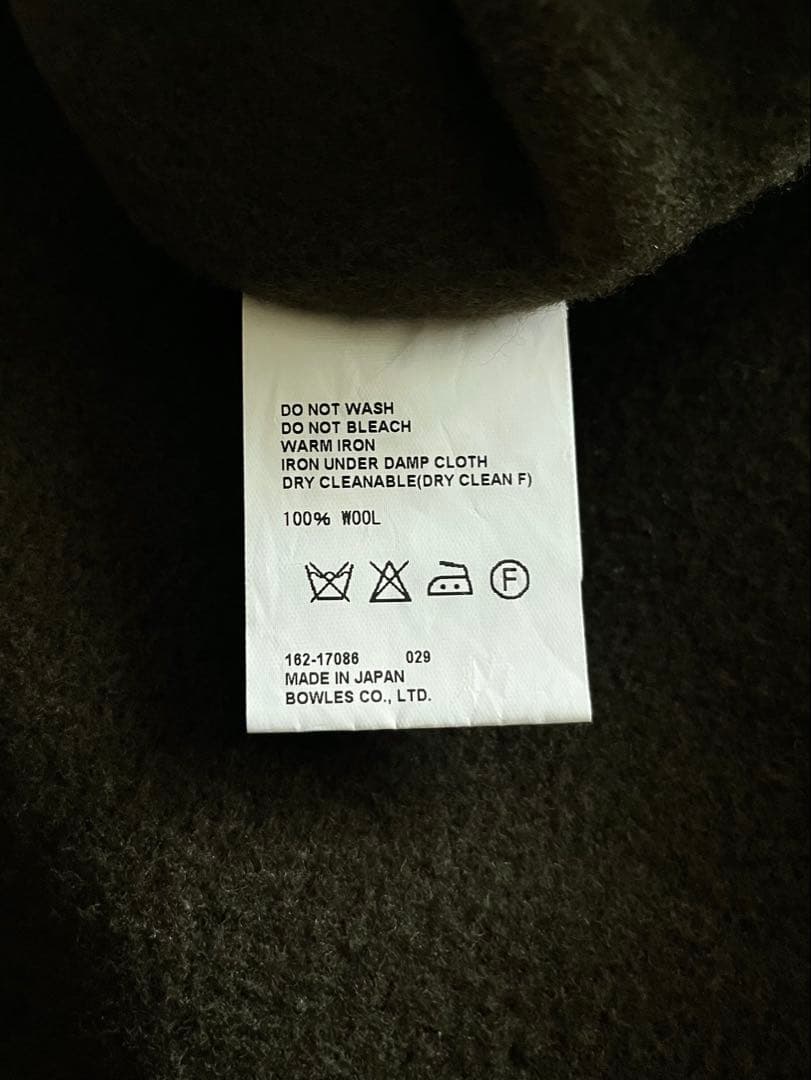 DO NOT WASH
DO NOT BLEACH
WARM IRON
IRON UNDER DAMP CLOTH
DRY CLEANABLE(DRY CLEAN F)
100% WOOL
F
162-17086 029
MADE IN JAPAN
BOWLES CO., LTD.